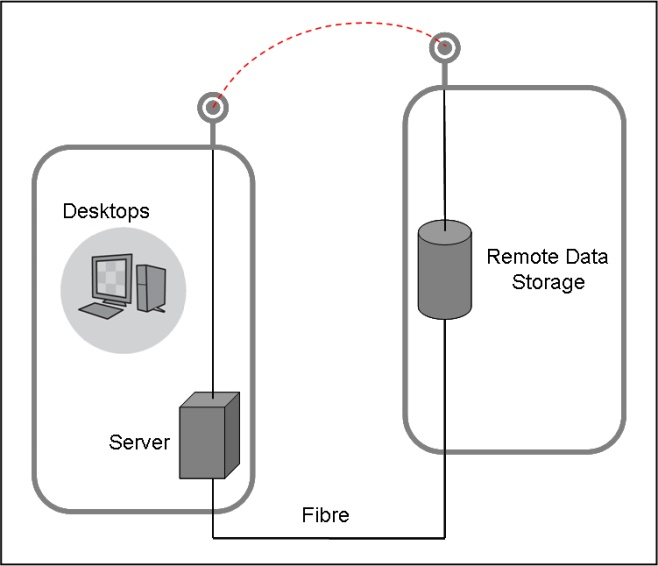 Desktops
Remote Data
Storage
Server
Fibre